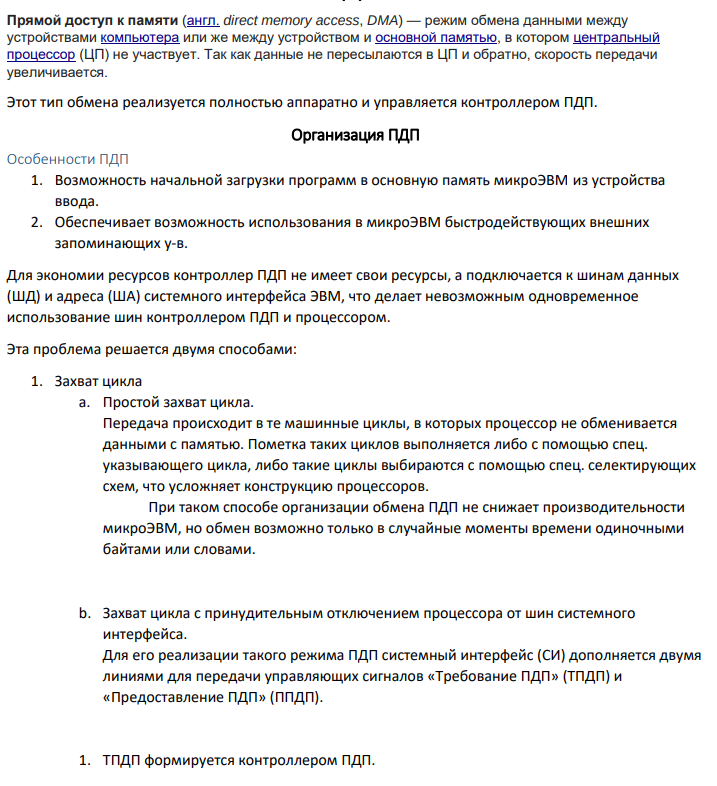 Прямой доступ к памяти (англ. direct memory access, DMA) — режим обмена данными между
устройствами компьютера или же между устройством и основной памятью, в котором центральный
процессор (ЦП) не участвует. Так как данные не пересылаются в ЦП и обратно, скорость передачи
увеличивается.
Этот тип обмена реализуется полностью аппаратно и управляется контроллером ПДП.
Организация ПДП
Особенности ПДП
1. Возможность начальной загрузки программ в основную память микроЭВМ из устройства
ввода.
2. Обеспечивает возможность использования в микроЭВМ быстродействующих внешних
запоминающих у-в.
Для экономии ресурсов контроллер ПДП не имеет свои ресурсы, а подключается к шинам данных
(ШД) и адреса (ША) системного интерфейса ЭВМ, что делает невозможным одновременное
использование шин контроллером ПДП и процессором.
Эта проблема решается двумя способами:
1. Захват цикла
a. Простой захват цикла.
Передача происходит в те машинные циклы, в которых процессор не обменивается
данными с памятью. Пометка таких циклов выполняется либо с помощью спец.
указывающего цикла, либо такие циклы выбираются с помощью спец. селектирующих
схем, что усложняет конструкцию процессоров.
При таком способе организации обмена ПДП не снижает производительности
микроЭВМ, но обмен возможно только в случайные моменты времени одиночными
байтами или словами.
b. Захват цикла с принудительным отключением процессора от шин системного
интерфейса.
Для его реализации такого режима ПДП системный интерфейс (СИ) дополняется двумя
линиями для передачи управляющих сигналов «Требование ПДП» (ТПДП) и
«Предоставление ПДП» (ППДП).
1. ТПДП формируется контроллером ПДП.